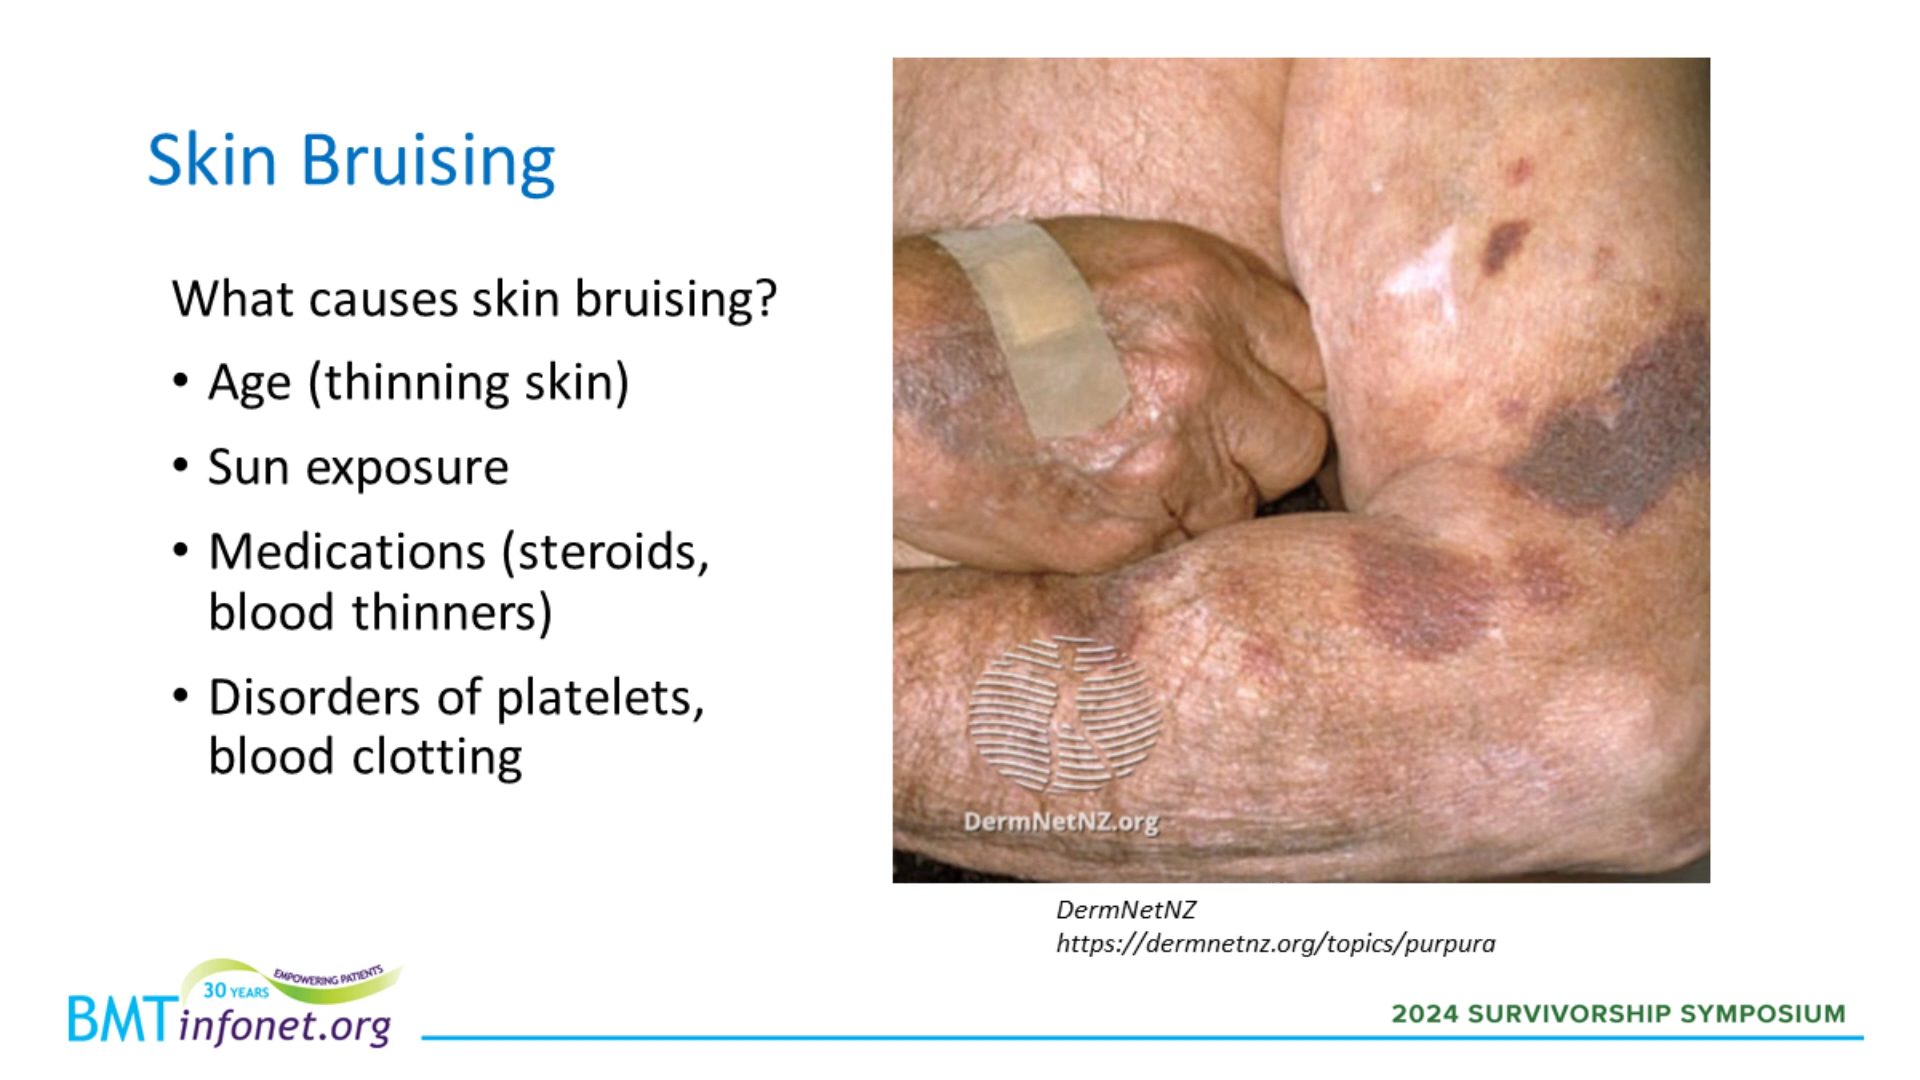 Skin Bruising
What causes skin bruising?
• Age (thinning skin)
• Sun exposure
• Medications (steroids,
blood thinners)
• Disorders of platelets,
blood clotting
DermNetNZ.org
DermNetNZ
https://dermnetnz.org/topics/purpura
30 YEARS
EMPOWERING PATIENTS
BMTinfonet.org
2024 SURVIVORSHIP SYMPOSIUM